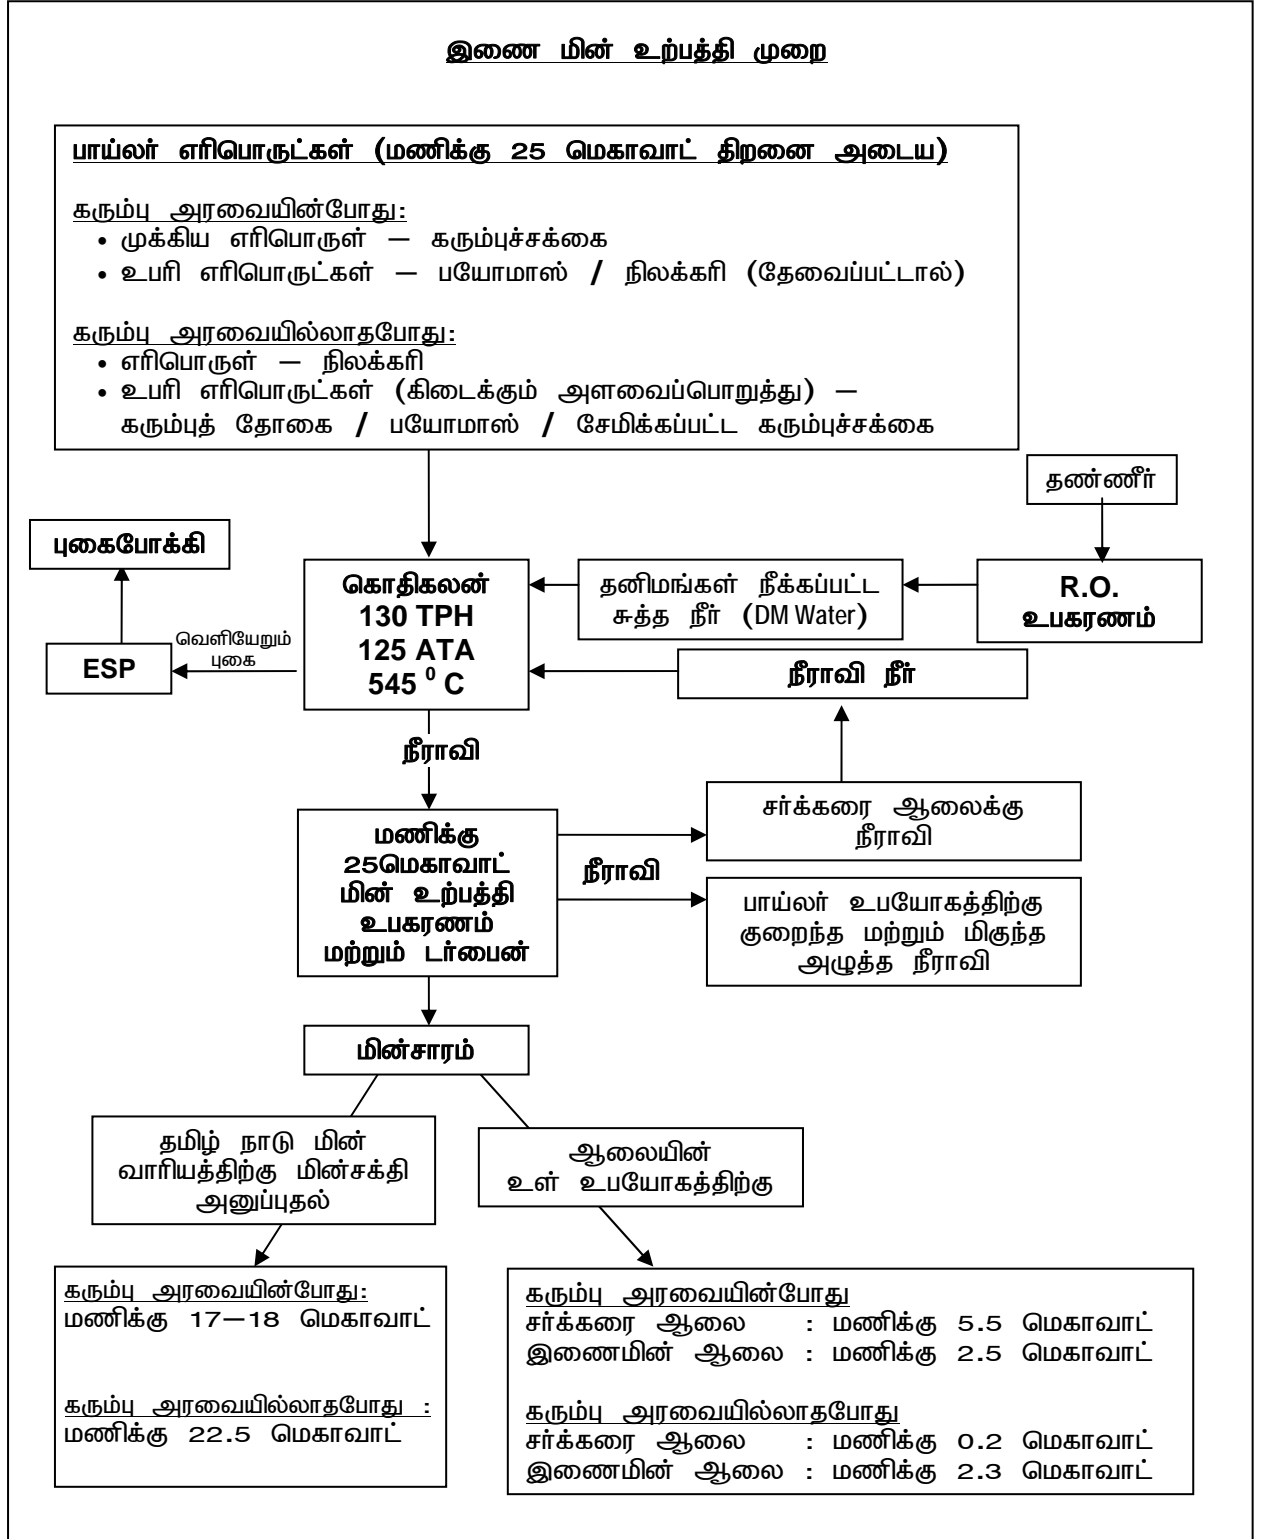 இணை மின் உற்பத்தி முறை
பாய்லர் எரிபொருட்கள் (மணிக்கு 25 மெகாவாட் திறனை அடைய)
கரும்பு அரவையின்போது:
• முக்கிய எரிபொருள் – கரும்புச்சக்கை
• உபரி எரிபொருட்கள் – பயோமாஸ் / நிலக்கரி (தேவைப்பட்டால்)
கரும்பு அரவையில்லாதபோது:
• எரிபொருள் – நிலக்கரி
• உபரி எரிபொருட்கள் (கிடைக்கும் அளவைப்பொறுத்து) –
கரும்புத் தோகை / பயோமாஸ் / சேமிக்கப்பட்ட கரும்புச்சக்கை
தண்ணீர்
புகைபோக்கி
கொதிகலன்
130 TPH
125 ATA
545 ⁰ C
தனிமங்கள் நீக்கப்பட்ட
சுத்த நீர் (DM Water)
R.O.
உபகரணம்
வெளியேறும்
புகை
ESP
நீராவி நீர்
நீராவி
சர்க்கரை ஆலைக்கு
நீராவி
மணிக்கு
25மெகாவாட்
மின் உற்பத்தி
உபகரணம்
மற்றும் டர்பைன்
நீராவி
பாய்லர் உபயோகத்திற்கு
குறைந்த மற்றும் மிகுந்த
அழுத்த நீராவி
மின்சாரம்
தமிழ் நாடு மின்
வாரியத்திற்கு மின்சக்தி
அனுப்புதல்
ஆலையின்
உள் உபயோகத்திற்கு
கரும்பு அரவையின்போது:
மணிக்கு 17–18 மெகாவாட்
கரும்பு அரவையில்லாதபோது :
மணிக்கு 22.5 மெகாவாட்
கரும்பு அரவையின்போது
சர்க்கரை ஆலை : மணிக்கு 5.5 மெகாவாட்
இணைமின் ஆலை : மணிக்கு 2.5 மெகாவாட்
கரும்பு அரவையில்லாதபோது
சர்க்கரை ஆலை : மணிக்கு 0.2 மெகாவாட்
இணைமின் ஆலை : மணிக்கு 2.3 மெகாவாட்